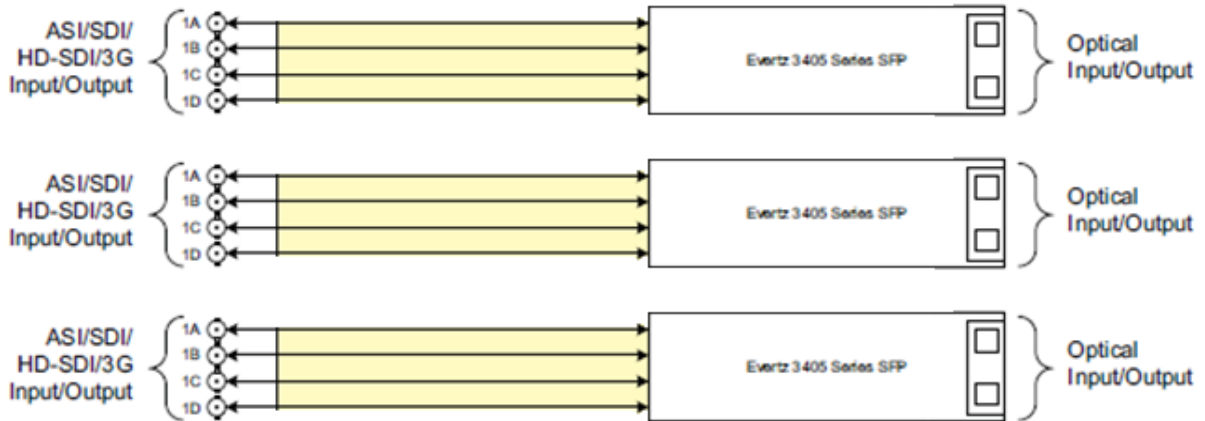 ASI/SDI/
HD-SDI/3G
Input/Output
1A
1B
1C
1D
Evertz 3405 Series SFP
Optical
Input/Output
ASI/SDI/
HD-SDI/3G
Input/Output
1A
1B
1C
1D
Evertz 3405 Series SFP
Optical
Input/Output
ASI/SDI/
HD-SDI/3G
Input/Output
1A
1B
1C
1D
Evertz 3405 Series SFP
Optical
Input/Output